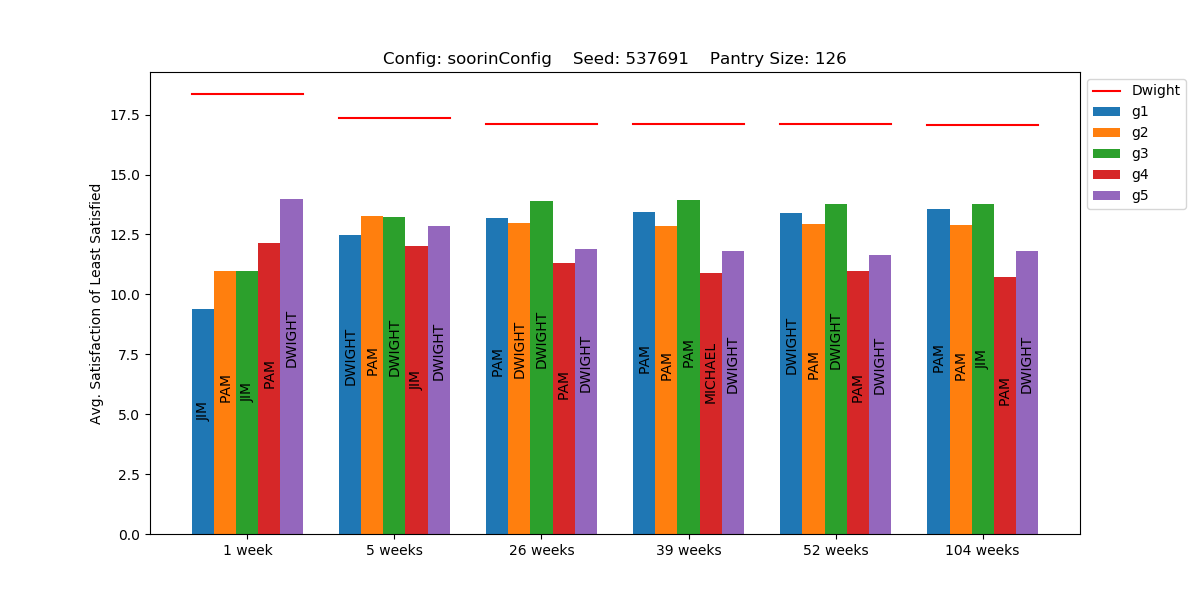 Config: soorinConfig    Seed: 537691    Pantry Size: 126
Avg. Satisfaction of Least Satisfied
17.5
15.0
12.5
10.0
7.5
5.0
2.5
0.0
JIM
PAM
JIM
PAM
DWIGHT
DWIGHT
PAM
DWIGHT
JIM
DWIGHT
PAM
DWIGHT
DWIGHT
PAM
DWIGHT
PAM
PAM
PAM
MICHAEL
DWIGHT
DWIGHT
PAM
DWIGHT
PAM
DWIGHT
PAM
PAM
JIM
PAM
DWIGHT
1 week
5 weeks
26 weeks
39 weeks
52 weeks
104 weeks
Dwight
g1
g2
g3
g4
g5